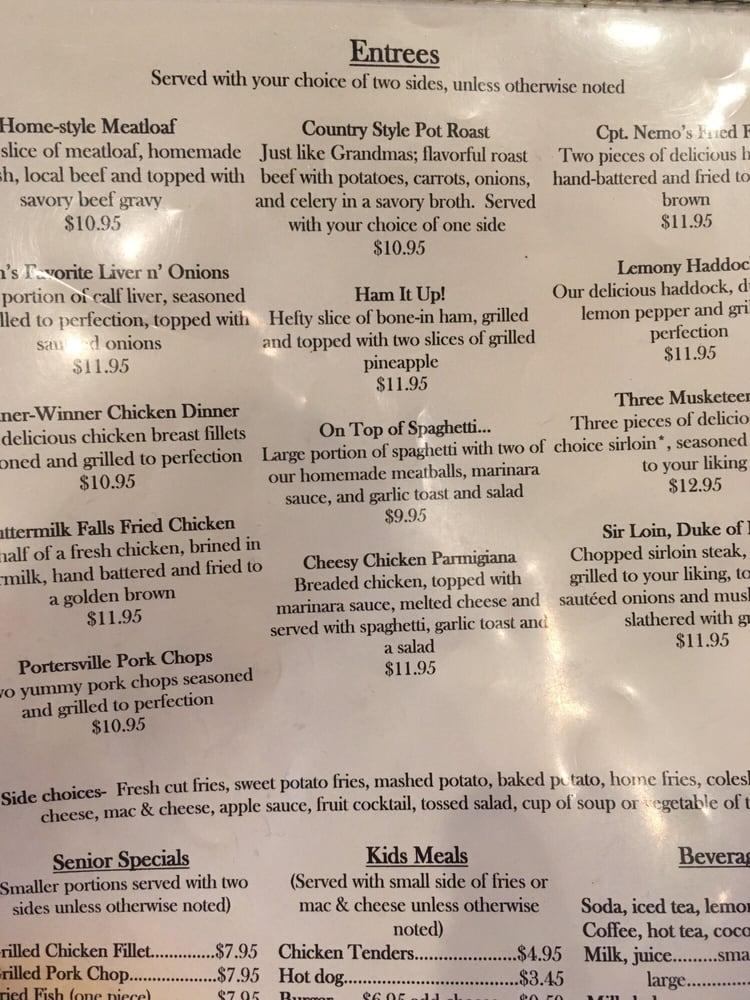 Entrees
Served with your choice of two sides, unless otherwise noted
Home-style Meatloaf
slice of meatloaf, homemade
local beef and topped with
savory beef gravy
$10.95
Favorite Liver n' Onions
portion of calf liver, seasoned
to perfection, topped with
onions
$11.95
Chicken Dinner
delicious chicken breast fillets
and grilled to perfection
$10.95
Falls Fried Chicken
half of a fresh chicken, brined in
hand battered and fried to
a golden brown
$11.95
Portersville Pork Chops
yummy pork chops seasoned
and grilled to perfection
$10.95
Country Style Pot Roast
Just like Grandmas; flavorful roast
beef with potatoes, carrots, onions,
and celery in a savory broth. Served
with your choice of one side
$10.95
Ham It Up!
Hefty slice of bone-in ham, grilled
and topped with two slices of grilled
pineapple
$11.95
On Top of Spaghetti...
Large portion of spaghetti with two of
our homemade meatballs, marinara
sauce, and garlic toast and salad
$9.95
Cheesy Chicken Parmigiana
Breaded chicken, topped with
marinara sauce, melted cheese and
served with spaghetti, garlic toast and
a salad
$11.95
Cpt. Nemo's
Two pieces of delicious
hand-battered and fried to
brown
$11.95
Lemony
Our delicious haddock,
lemon pepper and
perfection
$11.95
Three
Three pieces of
choice sirloin*, seasoned
to your liking
$12.95
Sir Loin, Duke of
Chopped sirloin steak,
grilled to your liking,
sautéed onions and
slathered with
$11.95
Side choices- Fresh cut fries, sweet potato fries, mashed potato, baked potato, home fries,
cheese, mac & cheese, apple sauce, fruit cocktail, tossed salad, cup of soup or vegetable of
Senior Specials
Smaller portions served with two
sides unless otherwise noted)
Chicken Fillet.............$7.95
Pork Chop..................$7.95
Fish (one piece) $7.95
Kids Meals
(Served with small side of fries or
mac & cheese unless otherwise
noted)
Chicken Tenders.....................$4.95
Hot dog....................................$3.45
Burger $6.95 add cheese $0.50
Soda, iced tea,
Coffee, hot tea,
Milk, juice.........
large..............